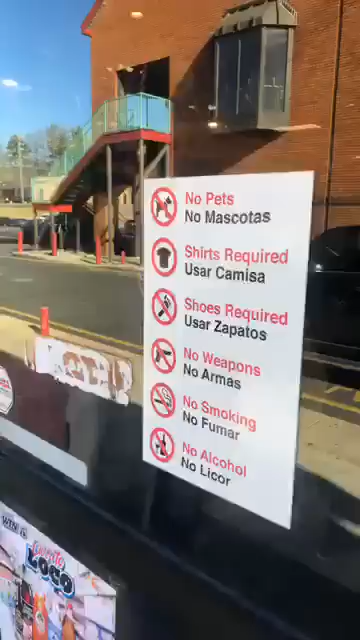 No Pets
No Mascotas
Shirts Required
Usar Camisa
Shoes Required
Usar Zapatos
No Weapons
No Armas
No Smoking
No Fumar
No Alcohol
No Licor
WIN
LOCO